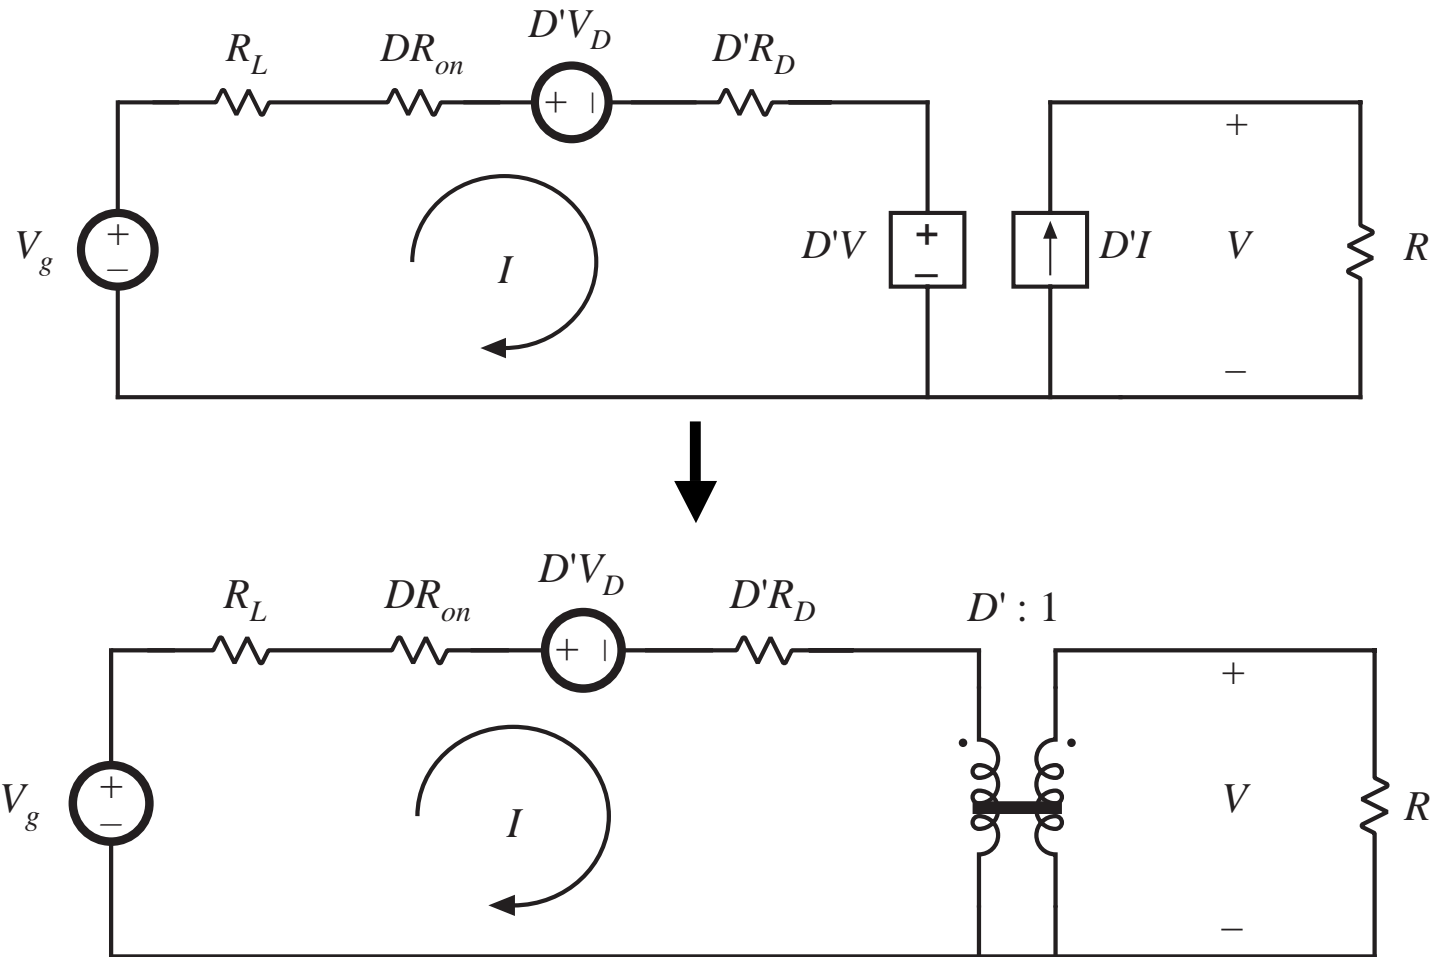 D'V_D
R_L DR_on D'R_D
+ −
+
V_g + − I D'V + − D'I V R
−
D'V_D
R_L DR_on D'R_D D' : 1
+ −
+
V_g + − I V R
−